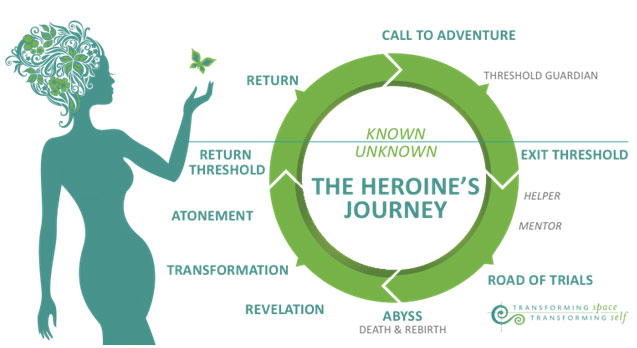 CALL TO ADVENTURE
THRESHOLD GUARDIAN
RETURN
KNOWN
UNKNOWN
EXIT THRESHOLD
RETURN
THRESHOLD
THE HEROINE'S
JOURNEY
HELPER
MENTOR
ATONEMENT
TRANSFORMATION
ROAD OF TRIALS
REVELATION
ABYSS
DEATH & REBIRTH
TRANSFORMING space
TRANSFORMING self